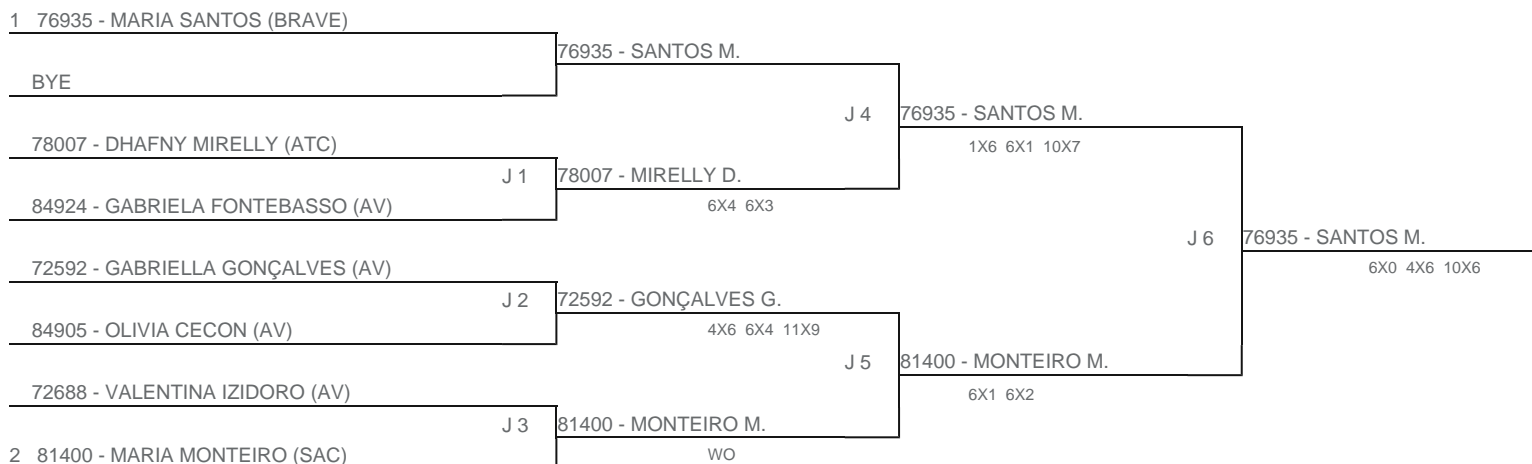 1 76935 - MARIA SANTOS (BRAVE)
76935 - SANTOS M.
BYE
J 4
76935 - SANTOS M.
78007 - DHAFNY MIRELLY (ATC)
1X6 6X1 10X7
J 1
78007 - MIRELLY D.
84924 - GABRIELA FONTEBASSO (AV)
6X4 6X3
J 6
76935 - SANTOS M.
72592 - GABRIELLA GONÇALVES (AV)
6X0 4X6 10X6
J 2
72592 - GONÇALVES G.
84905 - OLIVIA CECON (AV)
4X6 6X4 11X9
J 5
81400 - MONTEIRO M.
72688 - VALENTINA IZIDORO (AV)
6X1 6X2
J 3
81400 - MONTEIRO M.
2 81400 - MARIA MONTEIRO (SAC)
WO